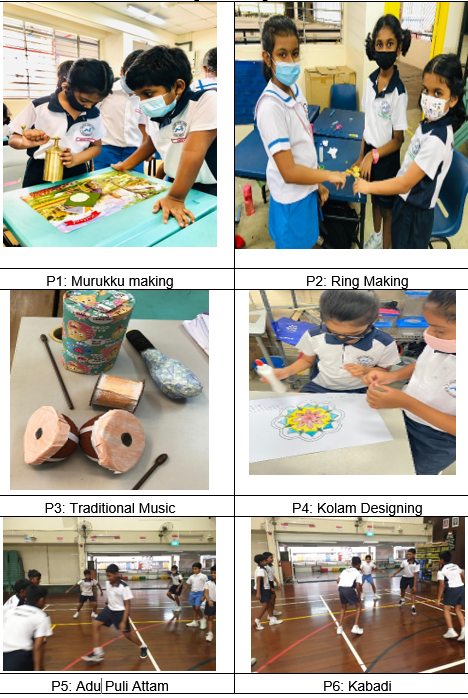 P1: Murukku making
P2: Ring Making
P3: Traditional Music
P4: Kolam Designing
P5: Adu Puli Attam
P6: Kabadi